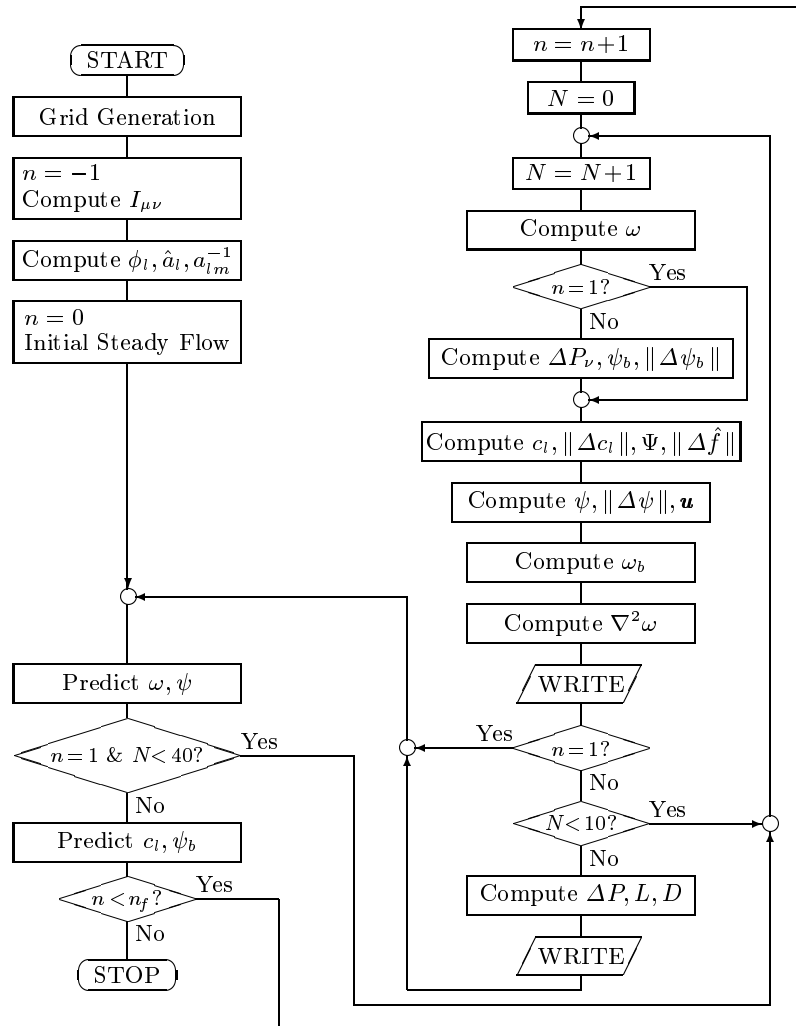 START
Grid Generation
n = −1
Compute I_{μν}
Compute ϕ_l, â_l, a_{lm}^{−1}
n = 0
Initial Steady Flow
Predict ω, ψ
n = 1 & N < 40?
Yes
No
Predict c_l, ψ_b
n < n_f?
Yes
No
STOP
n = n+1
N = 0
N = N+1
Compute ω
n = 1?
Yes
No
Compute ΔP_ν, ψ_b, ‖Δψ_b‖
Compute c_l, ‖Δc_l‖, Ψ, ‖Δf̂‖
Compute ψ, ‖Δψ‖, u
Compute ω_b
Compute ∇²ω
WRITE
Yes
n = 1?
No
N < 10?
Yes
No
Compute ΔP, L, D
WRITE